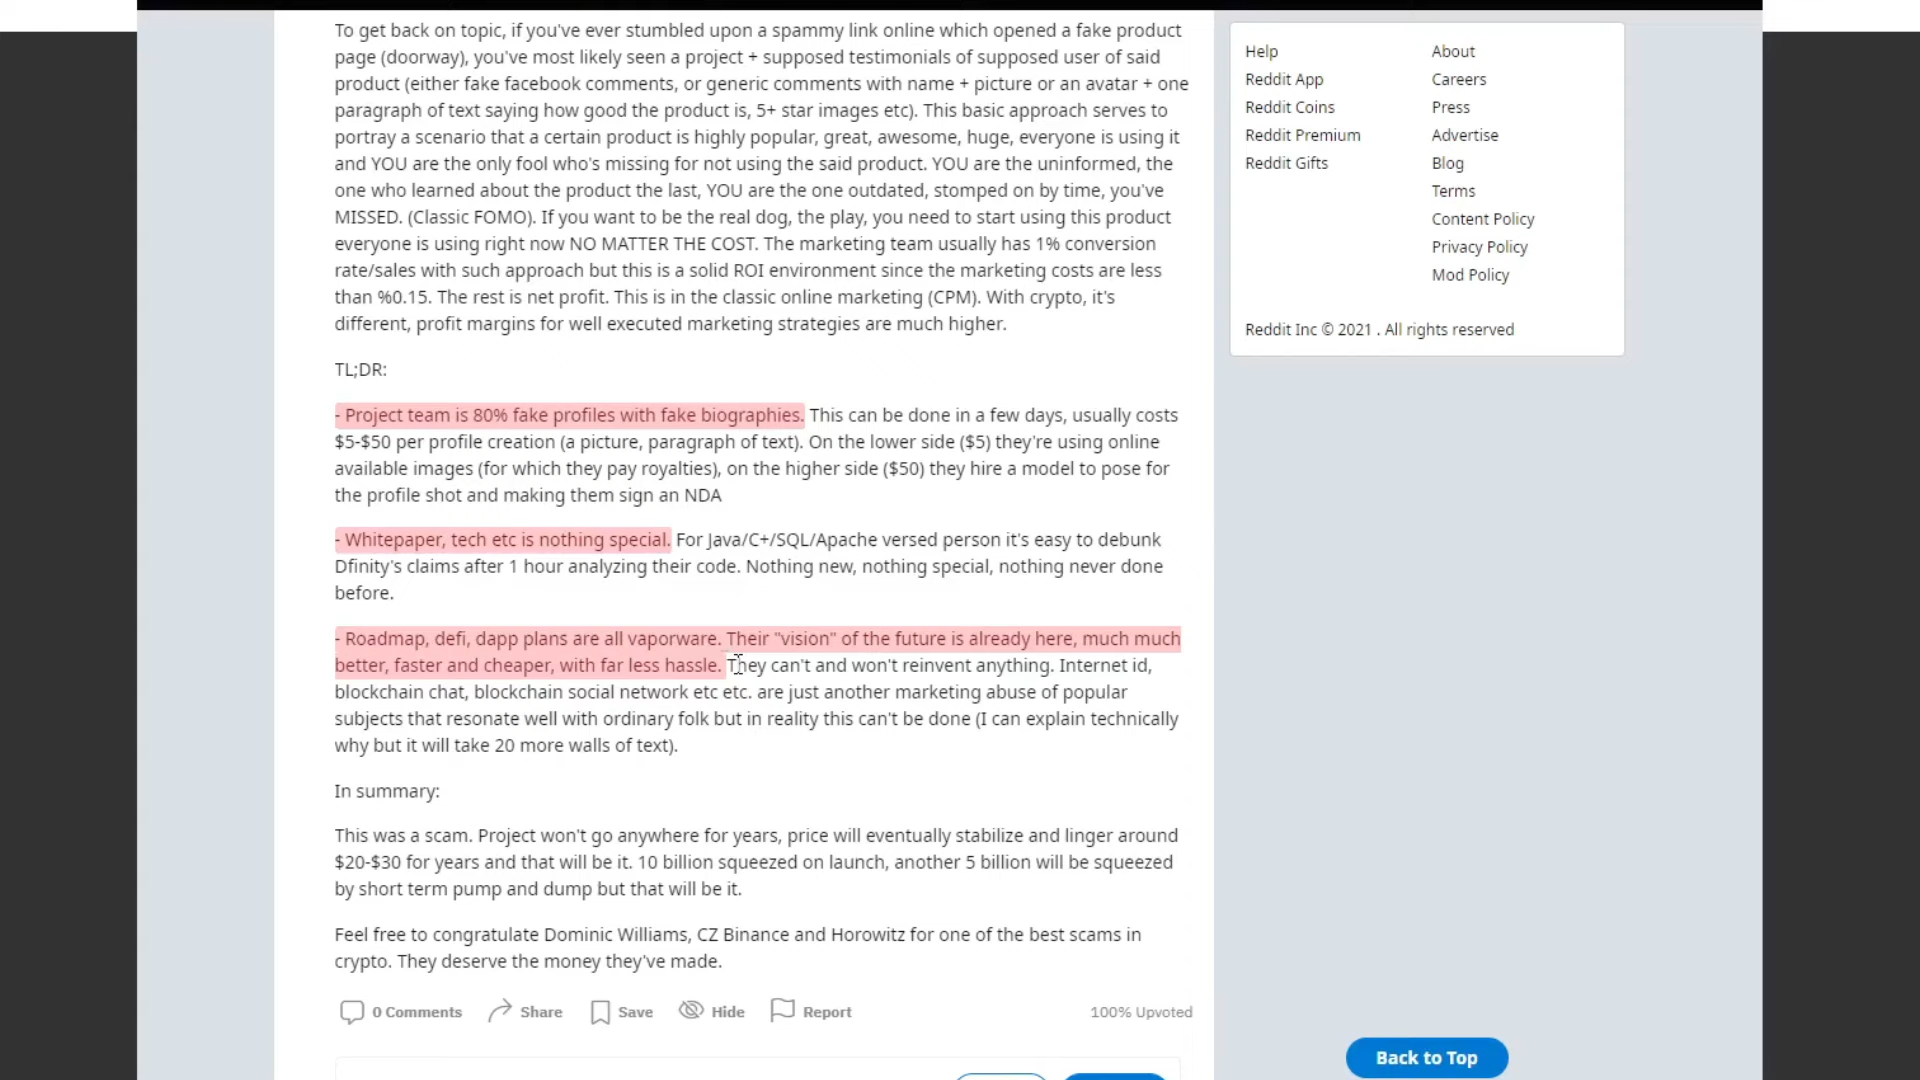 To get back on topic, if you've ever stumbled upon a spammy link online which opened a fake product
page (doorway), you've most likely seen a project + supposed testimonials of supposed user of said
product (either fake facebook comments, or generic comments with name + picture or an avatar + one
paragraph of text saying how good the product is, 5+ star images etc). This basic approach serves to
portray a scenario that a certain product is highly popular, great, awesome, huge, everyone is using it
and YOU are the only fool who's missing for not using the said product. YOU are the uninformed, the
one who learned about the product the last, YOU are the one outdated, stomped on by time, you've
MISSED. (Classic FOMO). If you want to be the real dog, the play, you need to start using this product
everyone is using right now NO MATTER THE COST. The marketing team usually has 1% conversion
rate/sales with such approach but this is a solid ROI environment since the marketing costs are less
than %0.15. The rest is net profit. This is in the classic online marketing (CPM). With crypto, it's
different, profit margins for well executed marketing strategies are much higher.
TL;DR:
- Project team is 80% fake profiles with fake biographies. This can be done in a few days, usually costs
$5-$50 per profile creation (a picture, paragraph of text). On the lower side ($5) they're using online
available images (for which they pay royalties), on the higher side ($50) they hire a model to pose for
the profile shot and making them sign an NDA
- Whitepaper, tech etc is nothing special. For Java/C+/SQL/Apache versed person it's easy to debunk
Dfinity's claims after 1 hour analyzing their code. Nothing new, nothing special, nothing never done
before.
- Roadmap, defi, dapp plans are all vaporware. Their "vision" of the future is already here, much much
better, faster and cheaper, with far less hassle. They can't and won't reinvent anything. Internet id,
blockchain chat, blockchain social network etc etc. are just another marketing abuse of popular
subjects that resonate well with ordinary folk but in reality this can't be done (I can explain technically
why but it will take 20 more walls of text).
In summary:
This was a scam. Project won't go anywhere for years, price will eventually stabilize and linger around
$20-$30 for years and that will be it. 10 billion squeezed on launch, another 5 billion will be squeezed
by short term pump and dump but that will be it.
Feel free to congratulate Dominic Williams, CZ Binance and Horowitz for one of the best scams in
crypto. They deserve the money they've made.
0 Comments Share Save Hide Report 100% Upvoted
Help About
Reddit App Careers
Reddit Coins Press
Reddit Premium Advertise
Reddit Gifts Blog
Terms
Content Policy
Privacy Policy
Mod Policy
Reddit Inc © 2021 . All rights reserved
Back to Top